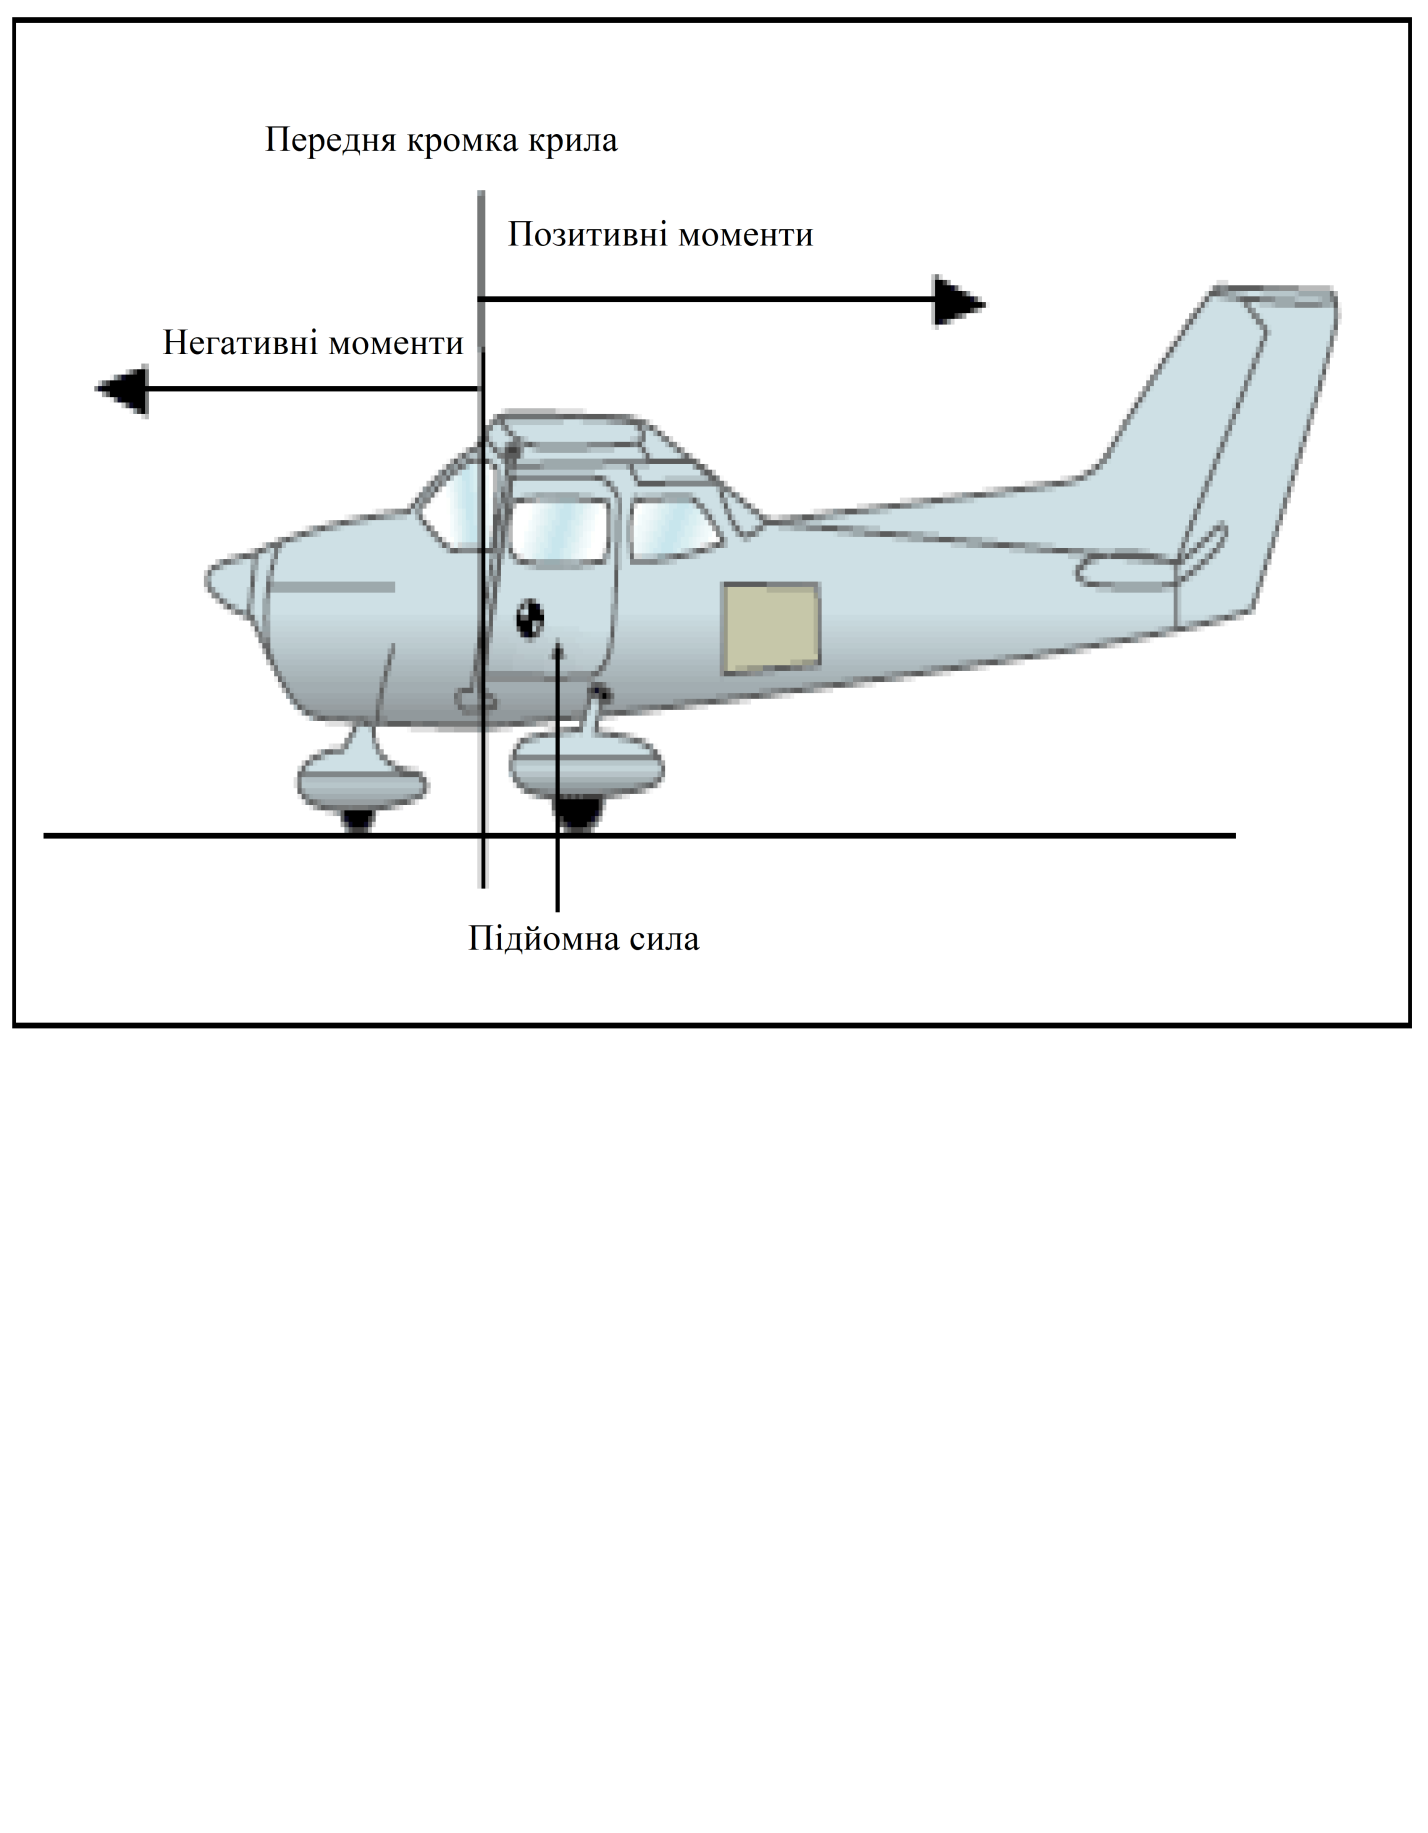 Передня кромка крила
Позитивні моменти
Негативні моменти
Підйомна сила